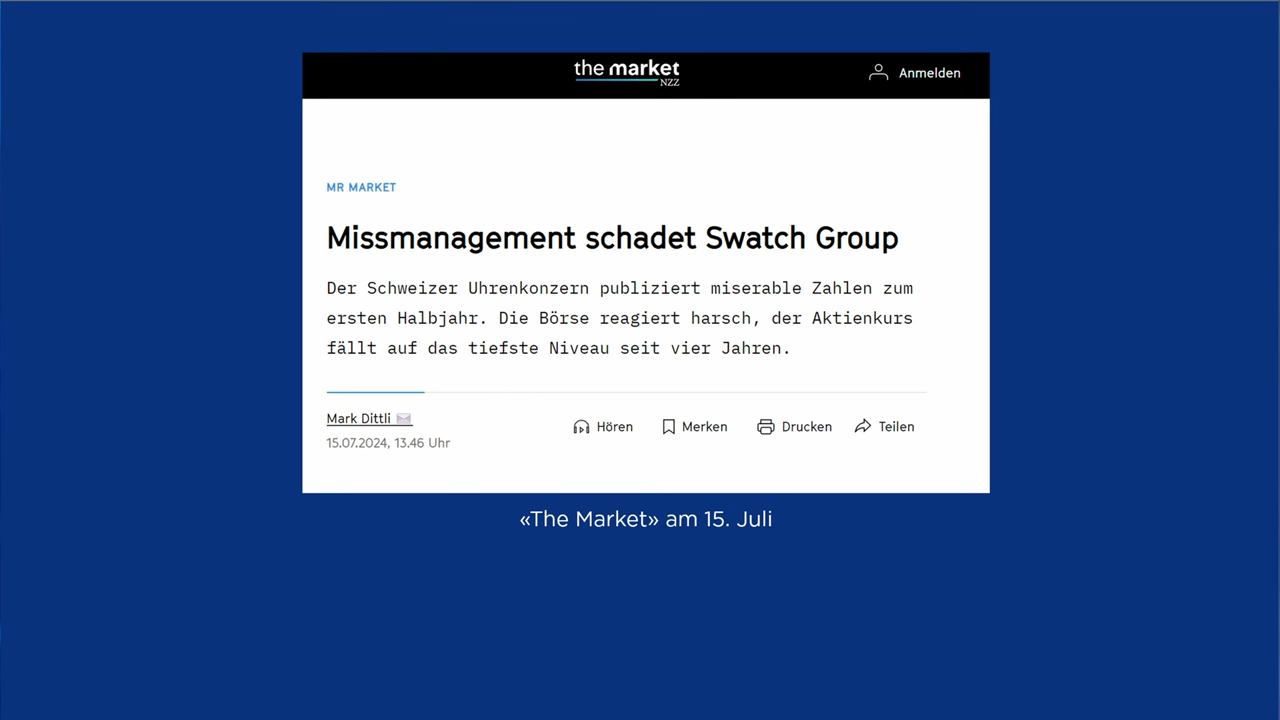 the market
NZZ
Anmelden
MR MARKET
Missmanagement schadet Swatch Group
Der Schweizer Uhrenkonzern publiziert miserable Zahlen zum
ersten Halbjahr. Die Börse reagiert harsch, der Aktienkurs
fällt auf das tiefste Niveau seit vier Jahren.
Mark Dittli
Hören Merken Drucken Teilen
15.07.2024, 13.46 Uhr
«The Market» am 15. Juli